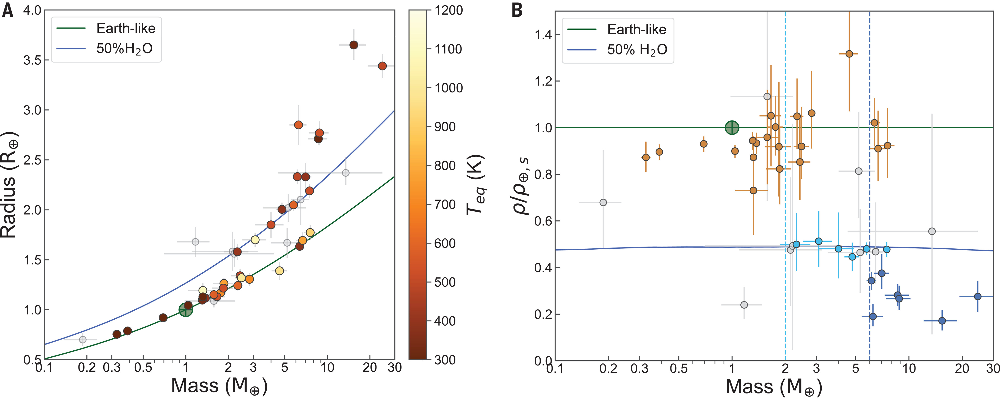 A
4.0
3.5
3.0
2.5
2.0
1.5
1.0
0.5
Radius (R⊕)
Earth-like
50%H₂O
0.1 0.2 0.3 0.5 1 2 3 5 10 20 30
Mass (M⊕)
1200
1100
1000
900
800
700
600
500
400
300
T_eq (K)
B
1.4
1.2
1.0
0.8
0.6
0.4
0.2
0.0
ρ/ρ⊕,s
Earth-like
50% H₂O
0.1 0.2 0.3 0.5 1 2 3 5 10 20 30
Mass (M⊕)